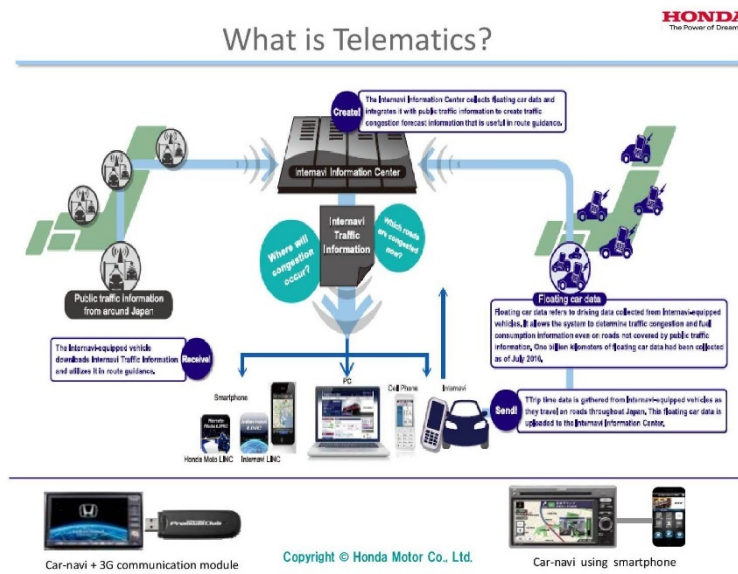 HONDA
The Power of Dream
What is Telematics?
Create!
The Internavi Information Center collects floating car data and
integrates it with public traffic information to create traffic
congestion forecast information that is useful in route guidance.
Internavi Information Center
Internavi
Traffic
Information
Where will
congestion
occur?
Which roads
are congested
now?
Public traffic information
from around Japan
Floating car data
Floating car data refers to driving data collected from Internavi-equipped
vehicles. It allows the system to determine traffic congestion and fuel
consumption information even on roads not covered by public traffic
information. One billion kilometers of floating car data had been collected
as of July 2010.
The Internavi-equipped vehicle
downloads Internavi Traffic Information
and utilizes it in route guidance.
Receive!
Smartphone
PC
Cell Phone
Internavi
Honda Moto LINC
Internavi LINC
Send!
TTrip time data is gathered from Internavi-equipped vehicles as
they travel on roads throughout Japan. This floating car data is
uploaded to the Internavi Information Center.
PremiumClub
Car-navi + 3G communication module
Copyright © Honda Motor Co., Ltd.
Car-navi using smartphone